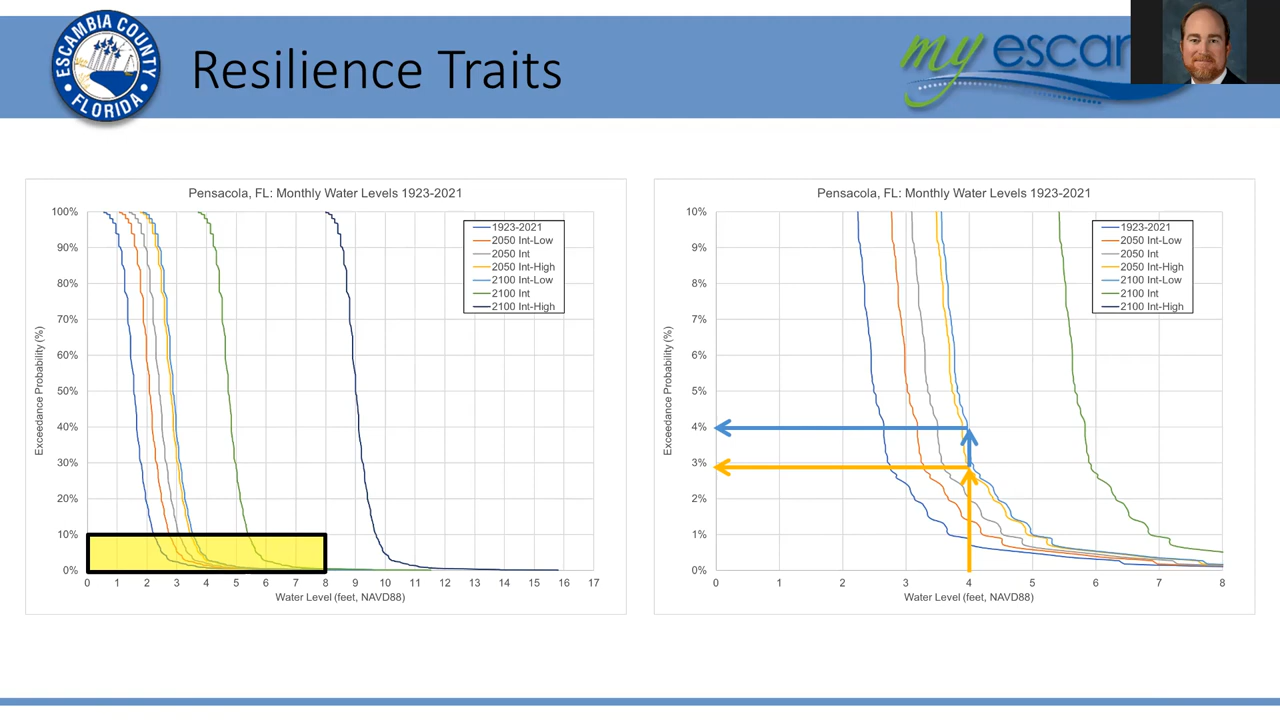 ESCAMBIA COUNTY
FLORIDA
Resilience Traits
my escar
Pensacola, FL: Monthly Water Levels 1923-2021
100%
90%
80%
70%
60%
50%
40%
30%
20%
10%
0%
Exceedance Probability (%)
1923-2021
2050 Int-Low
2050 Int
2050 Int-High
2100 Int-Low
2100 Int
2100 Int-High
0 1 2 3 4 5 6 7 8 9 10 11 12 13 14 15 16 17
Water Level (feet, NAVD88)
Pensacola, FL: Monthly Water Levels 1923-2021
10%
9%
8%
7%
6%
5%
4%
3%
2%
1%
0%
Exceedance Probability (%)
1923-2021
2050 Int-Low
2050 Int
2050 Int-High
2100 Int-Low
2100 Int
2100 Int-High
0 1 2 3 4 5 6 7 8
Water Level (feet, NAVD88)